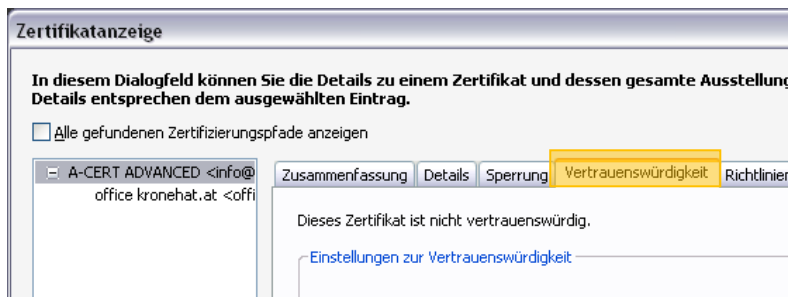 Zertifikatanzeige
In diesem Dialogfeld können Sie die Details zu einem Zertifikat und dessen gesamte Ausstellung
Details entsprechen dem ausgewählten Eintrag.
Alle gefundenen Zertifizierungspfade anzeigen
A-CERT ADVANCED <info@
office kronehat.at <offi
Zusammenfassung Details Sperrung Vertrauenswürdigkeit Richtlinien
Dieses Zertifikat ist nicht vertrauenswürdig.
Einstellungen zur Vertrauenswürdigkeit